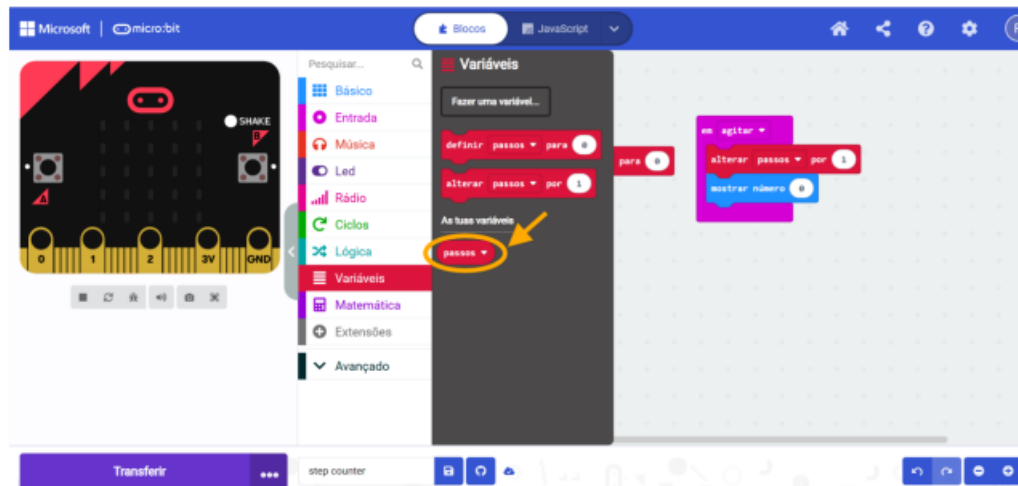 Microsoft | micro:bit
Blocos
JavaScript
SHAKE
B
A
0 1 2 3V GND
Pesquisar...
Básico
Entrada
Música
Led
Rádio
Ciclos
Lógica
Variáveis
Matemática
Extensões
Avançado
Variáveis
Fazer uma variável...
definir passos para 0
alterar passos por 1
As tuas variáveis
passos
para 0
em agitar
alterar passos por 1
mostrar número 0
Transferir
step counter